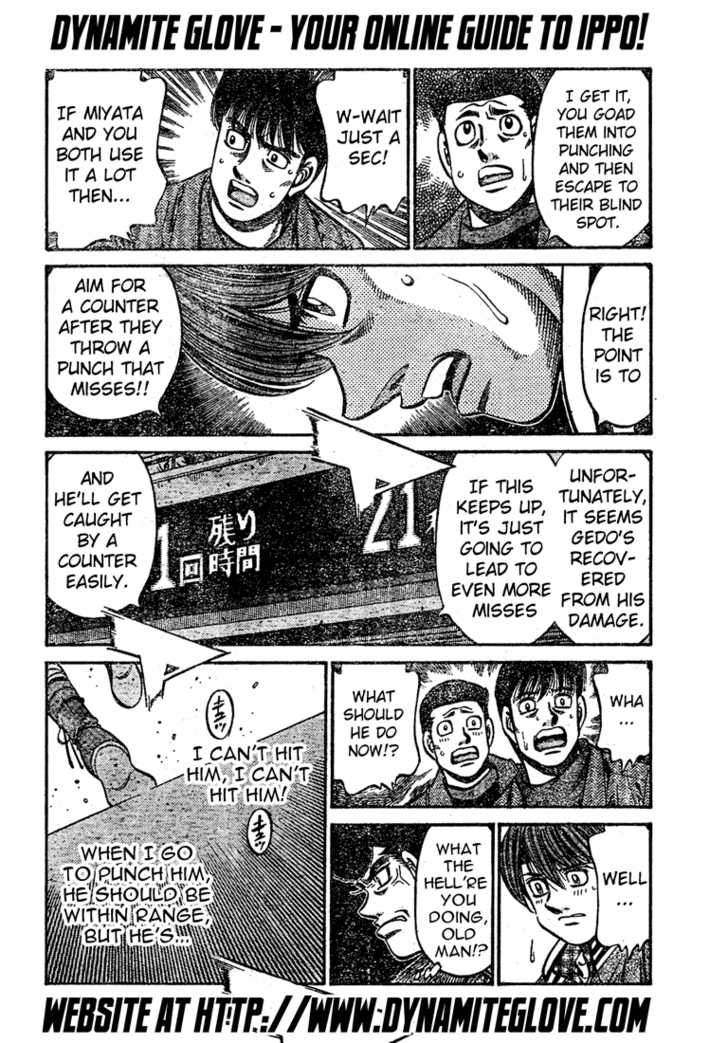 DYNAMITE GLOVE - YOUR ONLINE GUIDE TO IPPO!
I GET IT,
YOU GOAD
THEM INTO
PUNCHING
AND THEN
ESCAPE TO
THEIR BLIND
SPOT.
W-WAIT
JUST A
SEC!
IF MIYATA
AND YOU
BOTH USE
IT A LOT
THEN...
RIGHT!
THE
POINT
IS TO
AIM FOR
A COUNTER
AFTER THEY
THROW A
PUNCH THAT
MISSES!!
UNFOR-
TUNATELY,
IT SEEMS
GEDO'S
RECOV-
ERED
FROM HIS
DAMAGE.
IF THIS
KEEPS UP,
IT'S JUST
GOING TO
LEAD TO
EVEN MORE
MISSES
1回
残り
時間
21
AND
HE'LL GET
CAUGHT
BY A
COUNTER
EASILY.
WHA
...
WHAT
SHOULD
HE DO
NOW!?
WELL
...
WHAT
THE
HELL'RE
YOU
DOING,
OLD
MAN!?
キュッ
I CAN'T HIT
HIM, I CAN'T
HIT HIM!
キュッ
WHEN I GO
TO PUNCH HIM,
HE SHOULD BE
WITHIN RANGE,
BUT HE'S...
WEBSITE AT HTTP://WWW.DYNAMITEGLOVE.COM